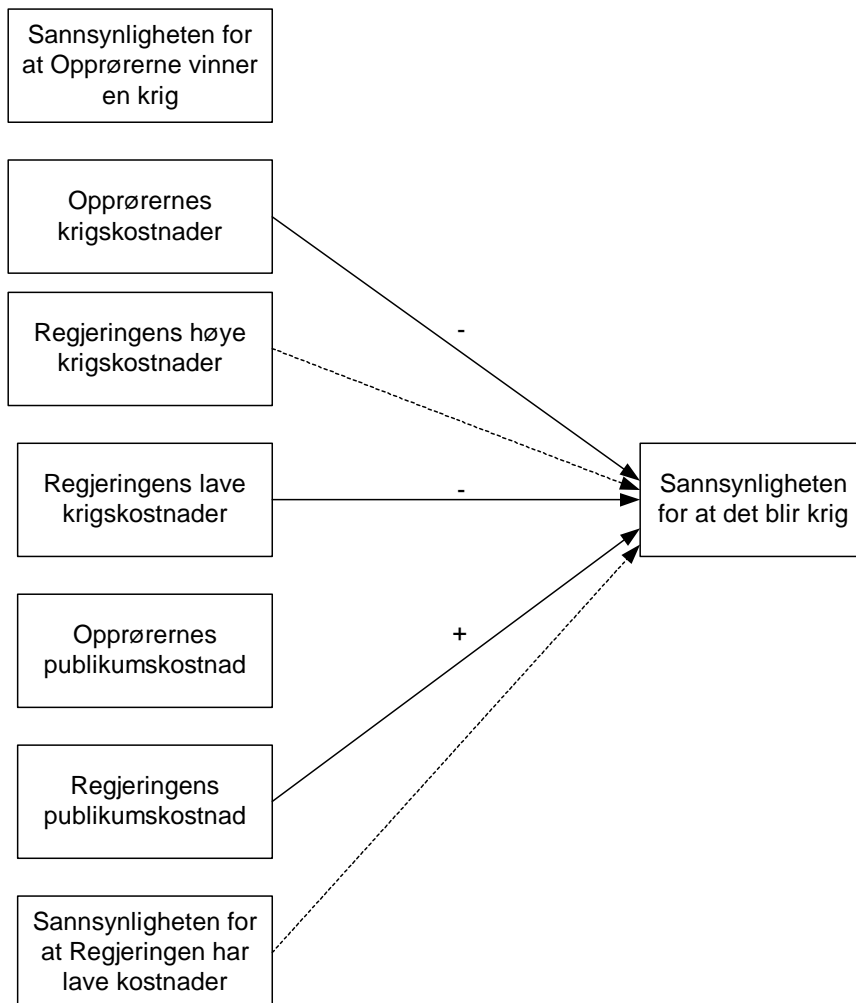 Sannsynligheten for
at Opprørerne vinner
en krig
Opprørernes
krigskostnader
-
Regjeringens høye
krigskostnader
Regjeringens lave
krigskostnader
-
Sannsynligheten
for at det blir krig
Opprørernes
publikumskostnad
+
Regjeringens
publikumskostnad
Sannsynligheten for
at Regjeringen har
lave kostnader